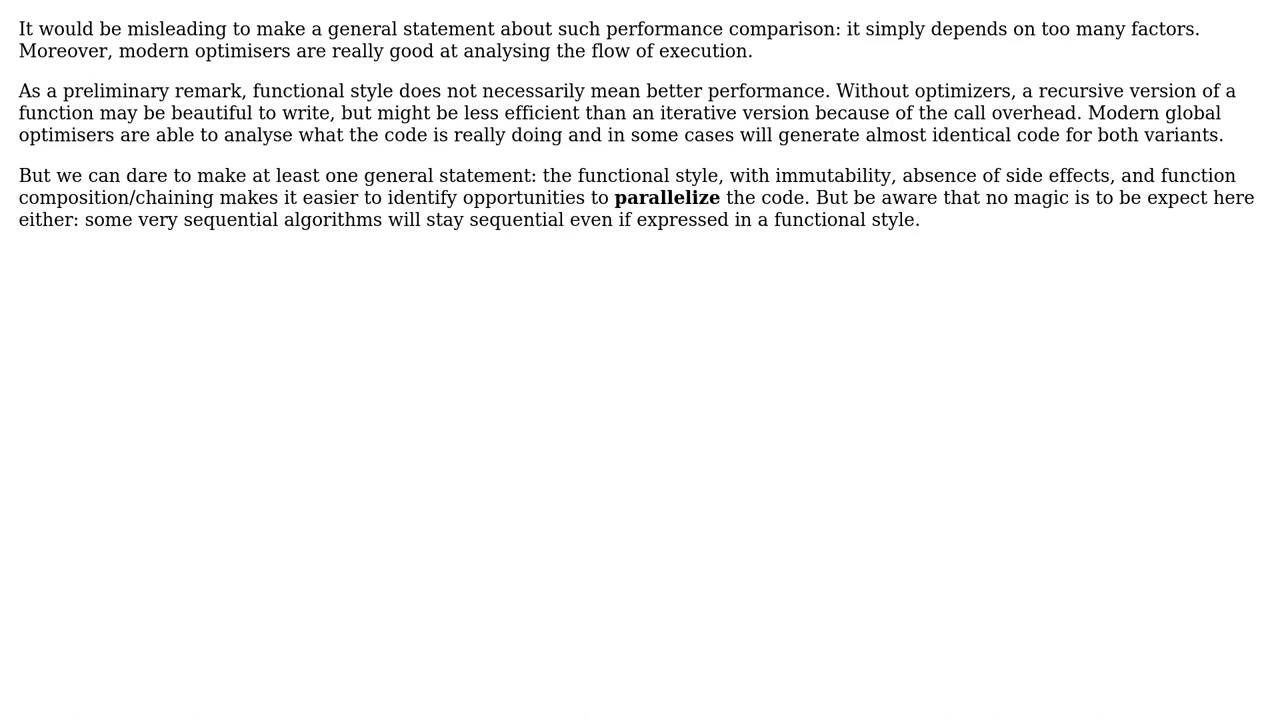 It would be misleading to make a general statement about such performance comparison: it simply depends on too many factors.
Moreover, modern optimisers are really good at analysing the flow of execution.
As a preliminary remark, functional style does not necessarily mean better performance. Without optimizers, a recursive version of a
function may be beautiful to write, but might be less efficient than an iterative version because of the call overhead. Modern global
optimisers are able to analyse what the code is really doing and in some cases will generate almost identical code for both variants.
But we can dare to make at least one general statement: the functional style, with immutability, absence of side effects, and function
composition/chaining makes it easier to identify opportunities to parallelize the code. But be aware that no magic is to be expect here
either: some very sequential algorithms will stay sequential even if expressed in a functional style.